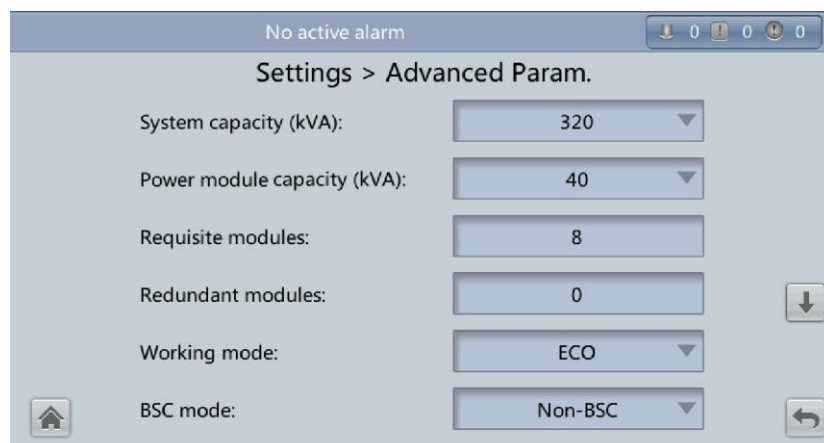 No active alarm 0 0 0
Settings > Advanced Param.
System capacity (kVA): 320
Power module capacity (kVA): 40
Requisite modules: 8
Redundant modules: 0
Working mode: ECO
BSC mode: Non-BSC